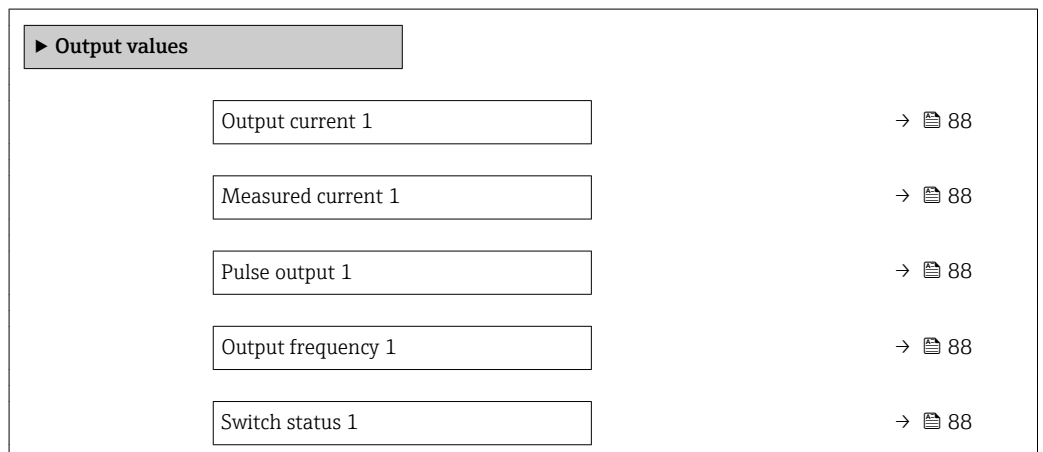 ► Output values
Output current 1 → 88
Measured current 1 → 88
Pulse output 1 → 88
Output frequency 1 → 88
Switch status 1 → 88